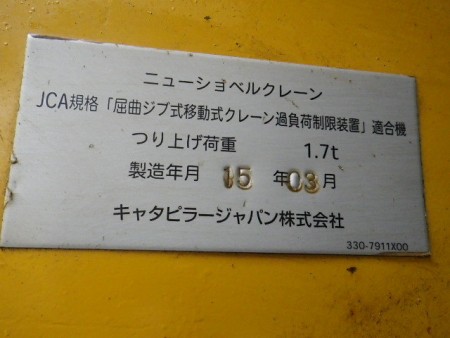 ニューショベルクレーン
JCA規格「屈曲ジブ式移動式クレーン過負荷制限装置」適合機
つり上げ荷重 1.7t
製造年月 15 年 03 月
キャタピラージャパン株式会社
330-7911X00